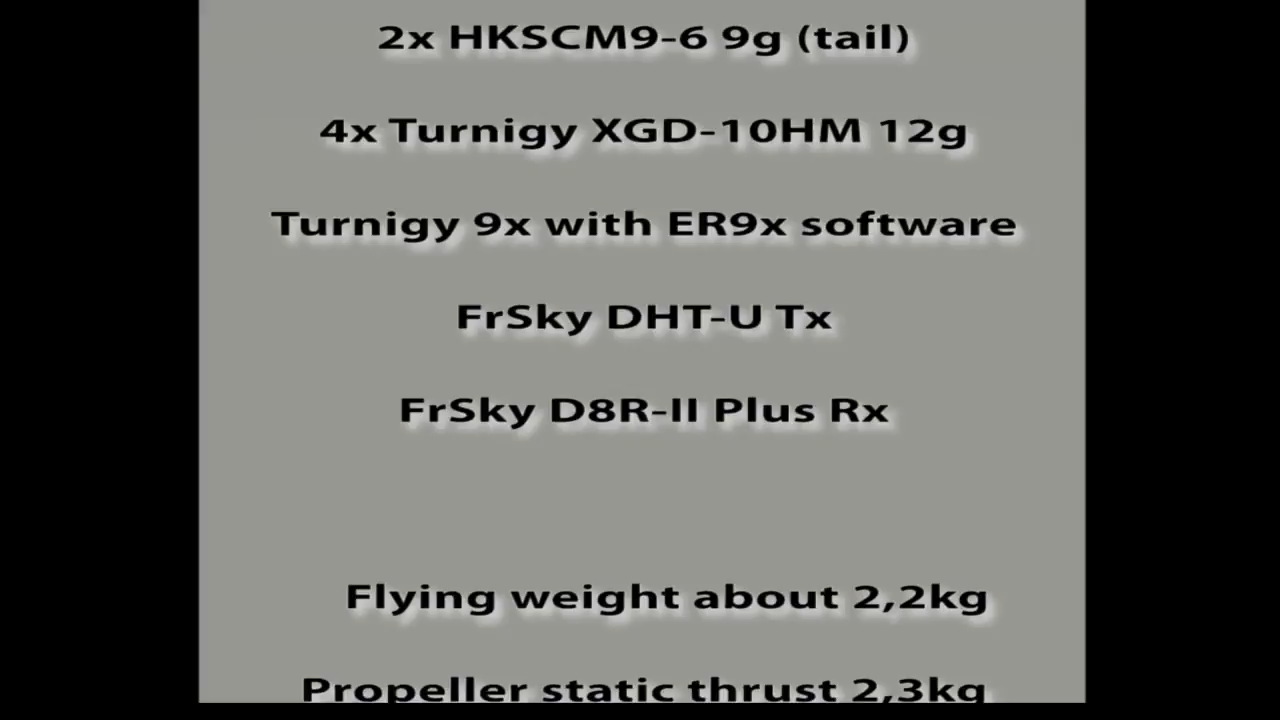 2x HKSCM9-6 9g (tail)
4x Turnigy XGD-10HM 12g
Turnigy 9x with ER9x software
FrSky DHT-U Tx
FrSky D8R-II Plus Rx
Flying weight about 2,2kg
Propeller static thrust 2,3kg